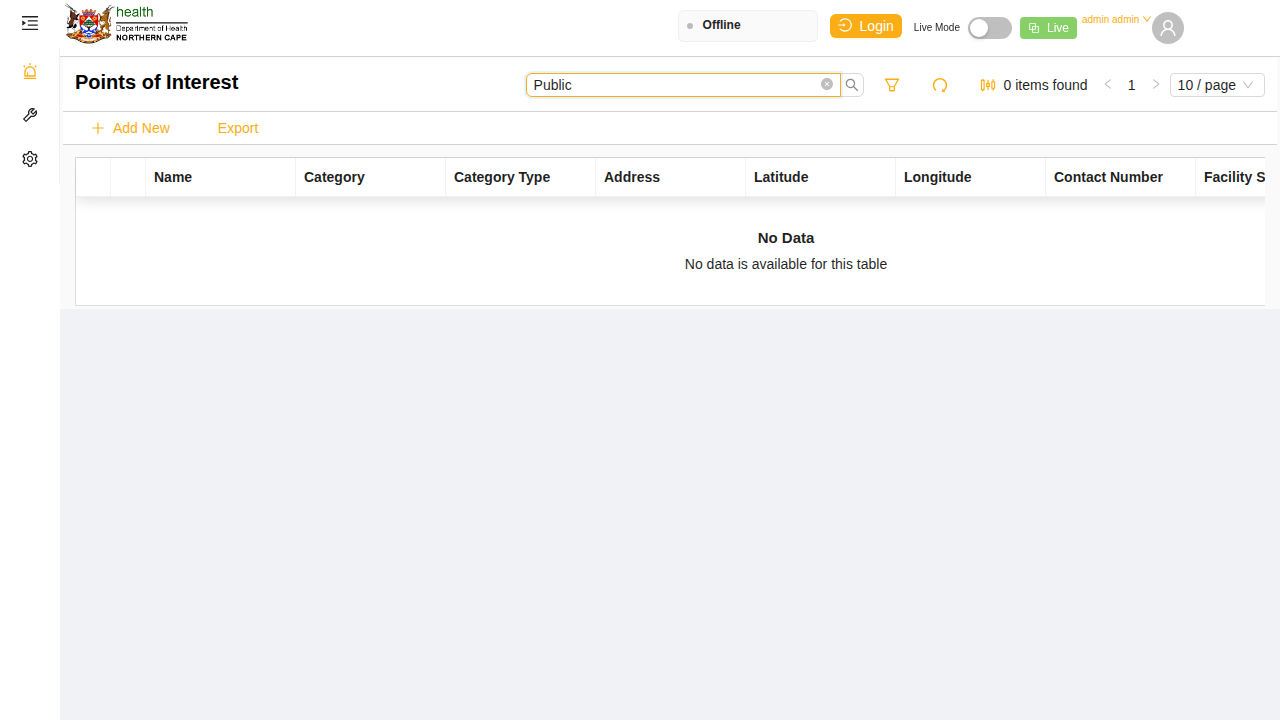 health
Department of Health
NORTHERN CAPE
Offline
Login
Live Mode
Live
admin admin
Points of Interest
Public
0 items found
1
10 / page
Add New
Export
Name
Category
Category Type
Address
Latitude
Longitude
Contact Number
Facility S
No Data
No data is available for this table